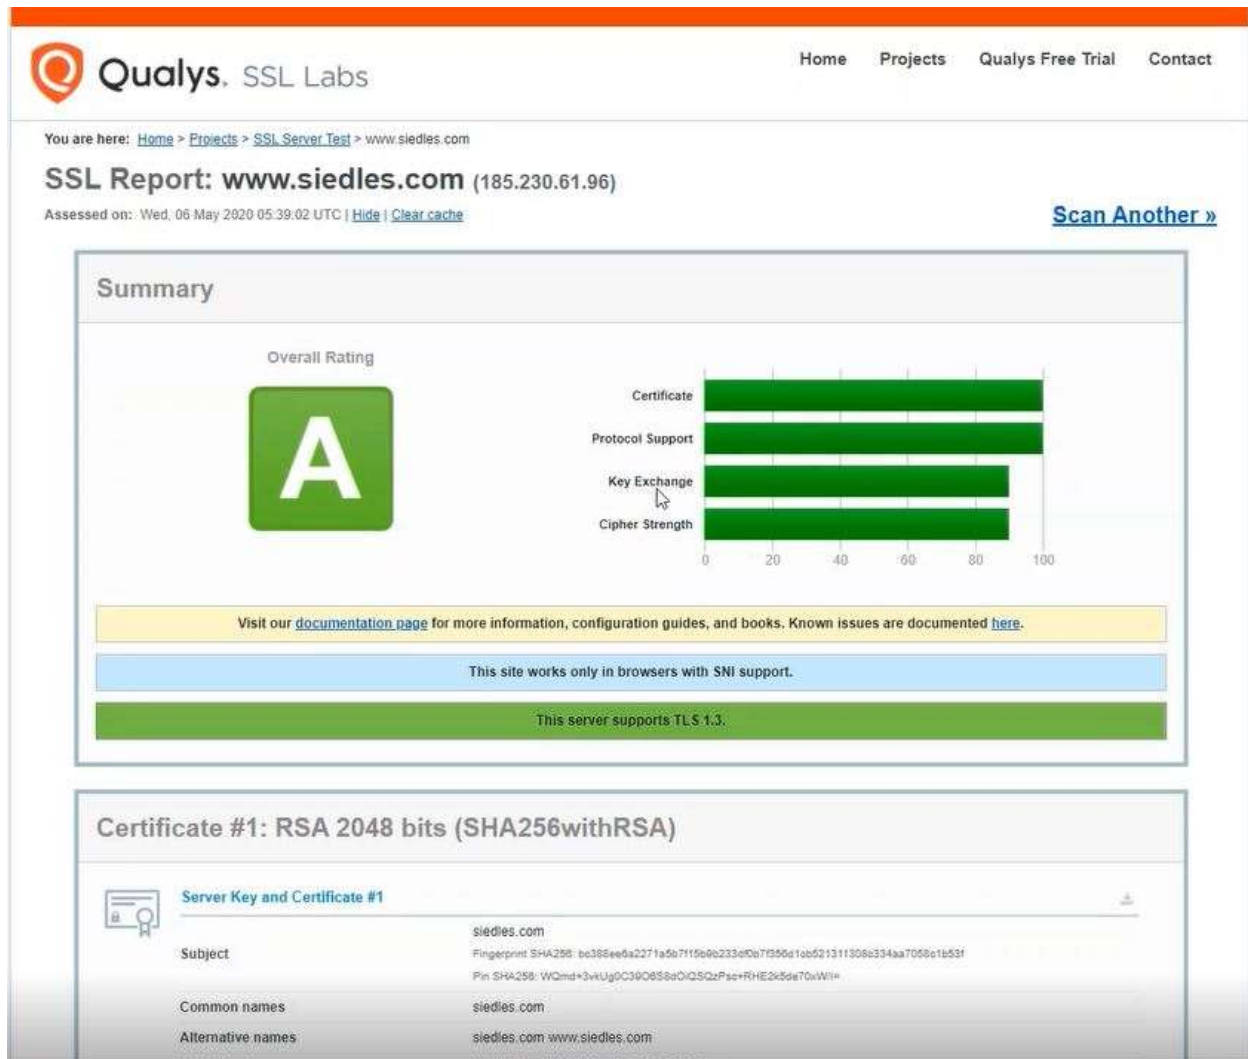 Qualys. SSL Labs
Home Projects Qualys Free Trial Contact
You are here: Home > Projects > SSL Server Test > www.siedles.com
SSL Report: www.siedles.com (185.230.61.96)
Assessed on: Wed, 06 May 2020 05:39:02 UTC | Hide | Clear cache
Scan Another »
Summary
Overall Rating
A
Certificate
Protocol Support
Key Exchange
Cipher Strength
0 20 40 60 80 100
Visit our documentation page for more information, configuration guides, and books. Known issues are documented here.
This site works only in browsers with SNI support.
This server supports TLS 1.3.
Certificate #1: RSA 2048 bits (SHA256withRSA)
Server Key and Certificate #1
Subject
siedles.com
Fingerprint SHA256:
Pin SHA256:
Common names siedles.com
Alternative names siedles.com www.siedles.com